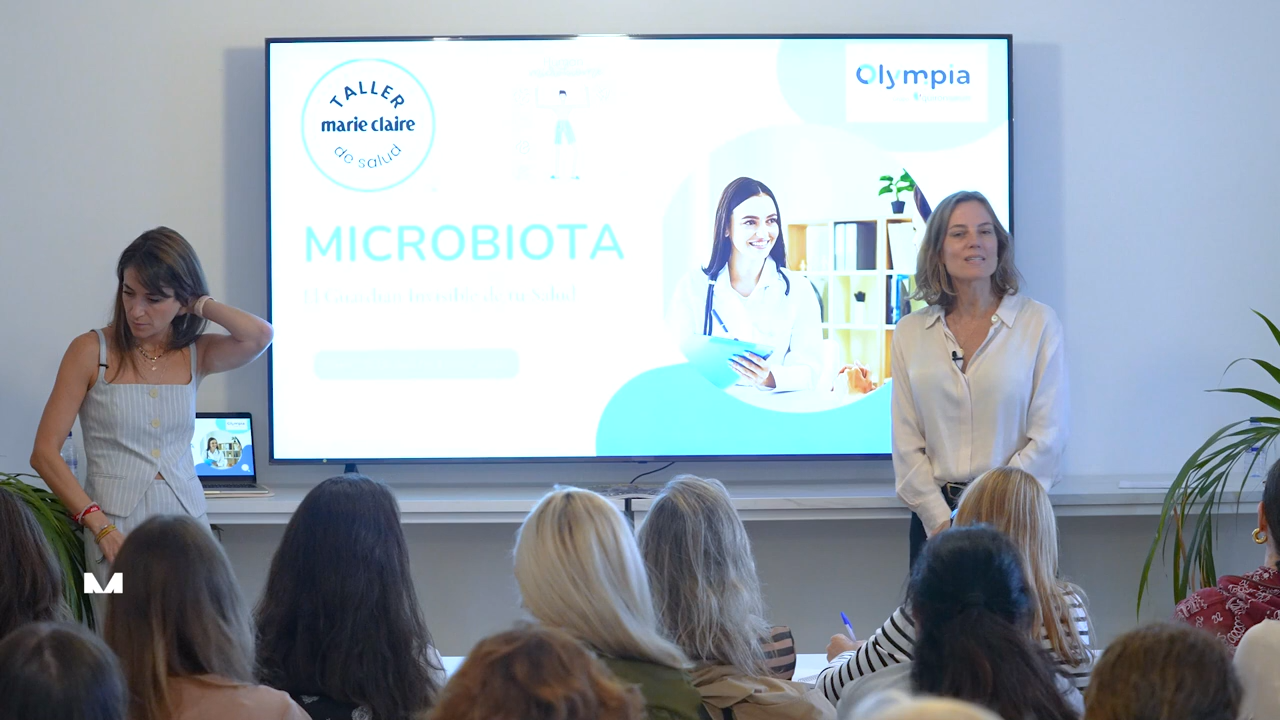 TALLER
marie claire
de salud
Olympia
MICROBIOTA
El Guardián Invisible de tu Salud
M